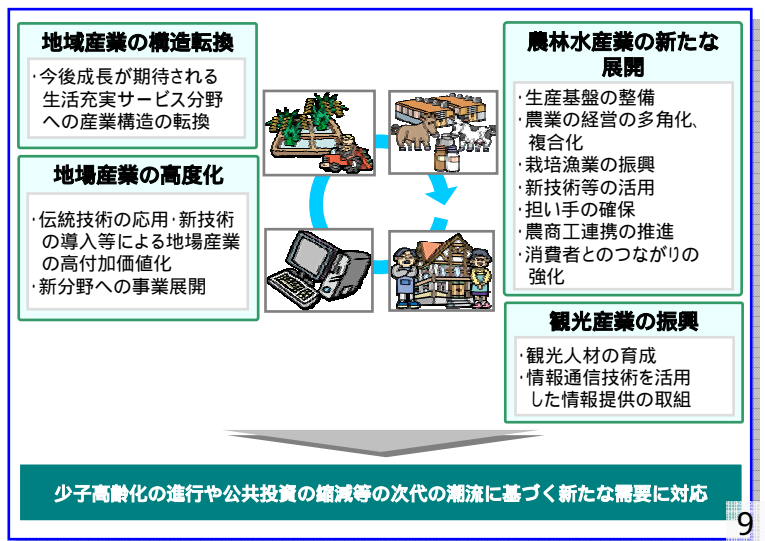 地域産業の構造転換
・今後成長が期待される
生活充実サービス分野
への産業構造の転換
地場産業の高度化
・伝統技術の応用・新技術
の導入等による地場産業
の高付加価値化
・新分野への事業展開
農林水産業の新たな
展開
・生産基盤の整備
・農業の経営の多角化、
複合化
・栽培漁業の振興
・新技術等の活用
・担い手の確保
・農商工連携の推進
・消費者とのつながりの
強化
観光産業の振興
・観光人材の育成
・情報通信技術を活用
した情報提供の取組
少子高齢化の進行や公共投資の縮減等の次代の潮流に基づく新たな需要に対応
9